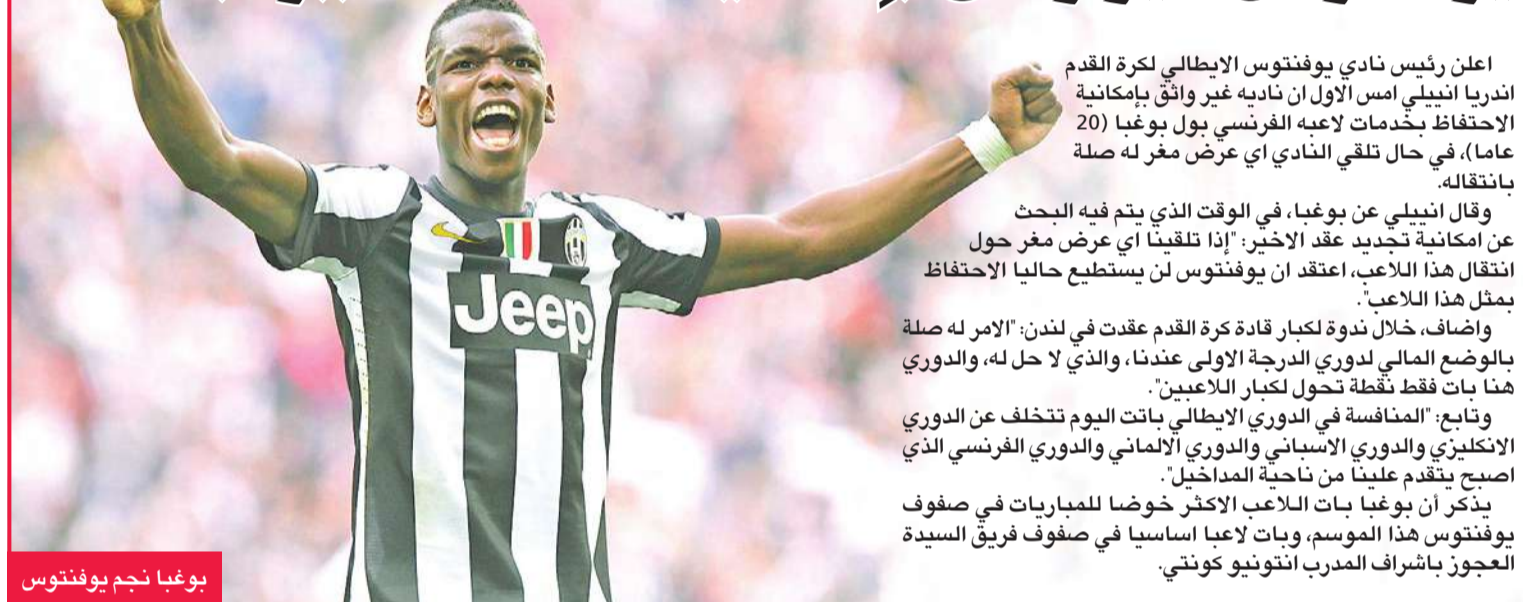 اعلن رئيس نادي يوفنتوس الايطالي لكرة القدم
اندريا انييلي امس الاول ان ناديه غير واثق بإمكانية
الاحتفاظ بخدمات لاعبه الفرنسي بول بوغبا (20
عاما)، في حال تلقي النادي اي عرض مغر له صلة
بانتقاله.
وقال انييلي عن بوغبا، في الوقت الذي يتم فيه البحث
عن امكانية تجديد عقد الاخير: "إذا تلقينا اي عرض مغر حول
انتقال هذا اللاعب، اعتقد ان يوفنتوس لن يستطيع حاليا الاحتفاظ
بمثل هذا اللاعب".
واضاف، خلال ندوة لكبار قادة كرة القدم عقدت في لندن: "الامر له صلة
بالوضع المالي لدوري الدرجة الاولى عندنا، والذي لا حل له، والدوري
هنا بات فقط نقطة تحول لكبار اللاعبين".
وتابع: "المنافسة في الدوري الايطالي باتت اليوم تتخلف عن الدوري
الانكليزي والدوري الاسباني والدوري الالماني والدوري الفرنسي الذي
اصبح يتقدم علينا من ناحية المداخيل".
يذكر أن بوغبا بات اللاعب الاكثر خوضا للمباريات في صفوف
يوفنتوس هذا الموسم، وبات لاعبا اساسيا في صفوف فريق السيدة
العجوز باشراف المدرب انتونيو كونتي.
Jeep
بوغبا نجم يوفنتوس